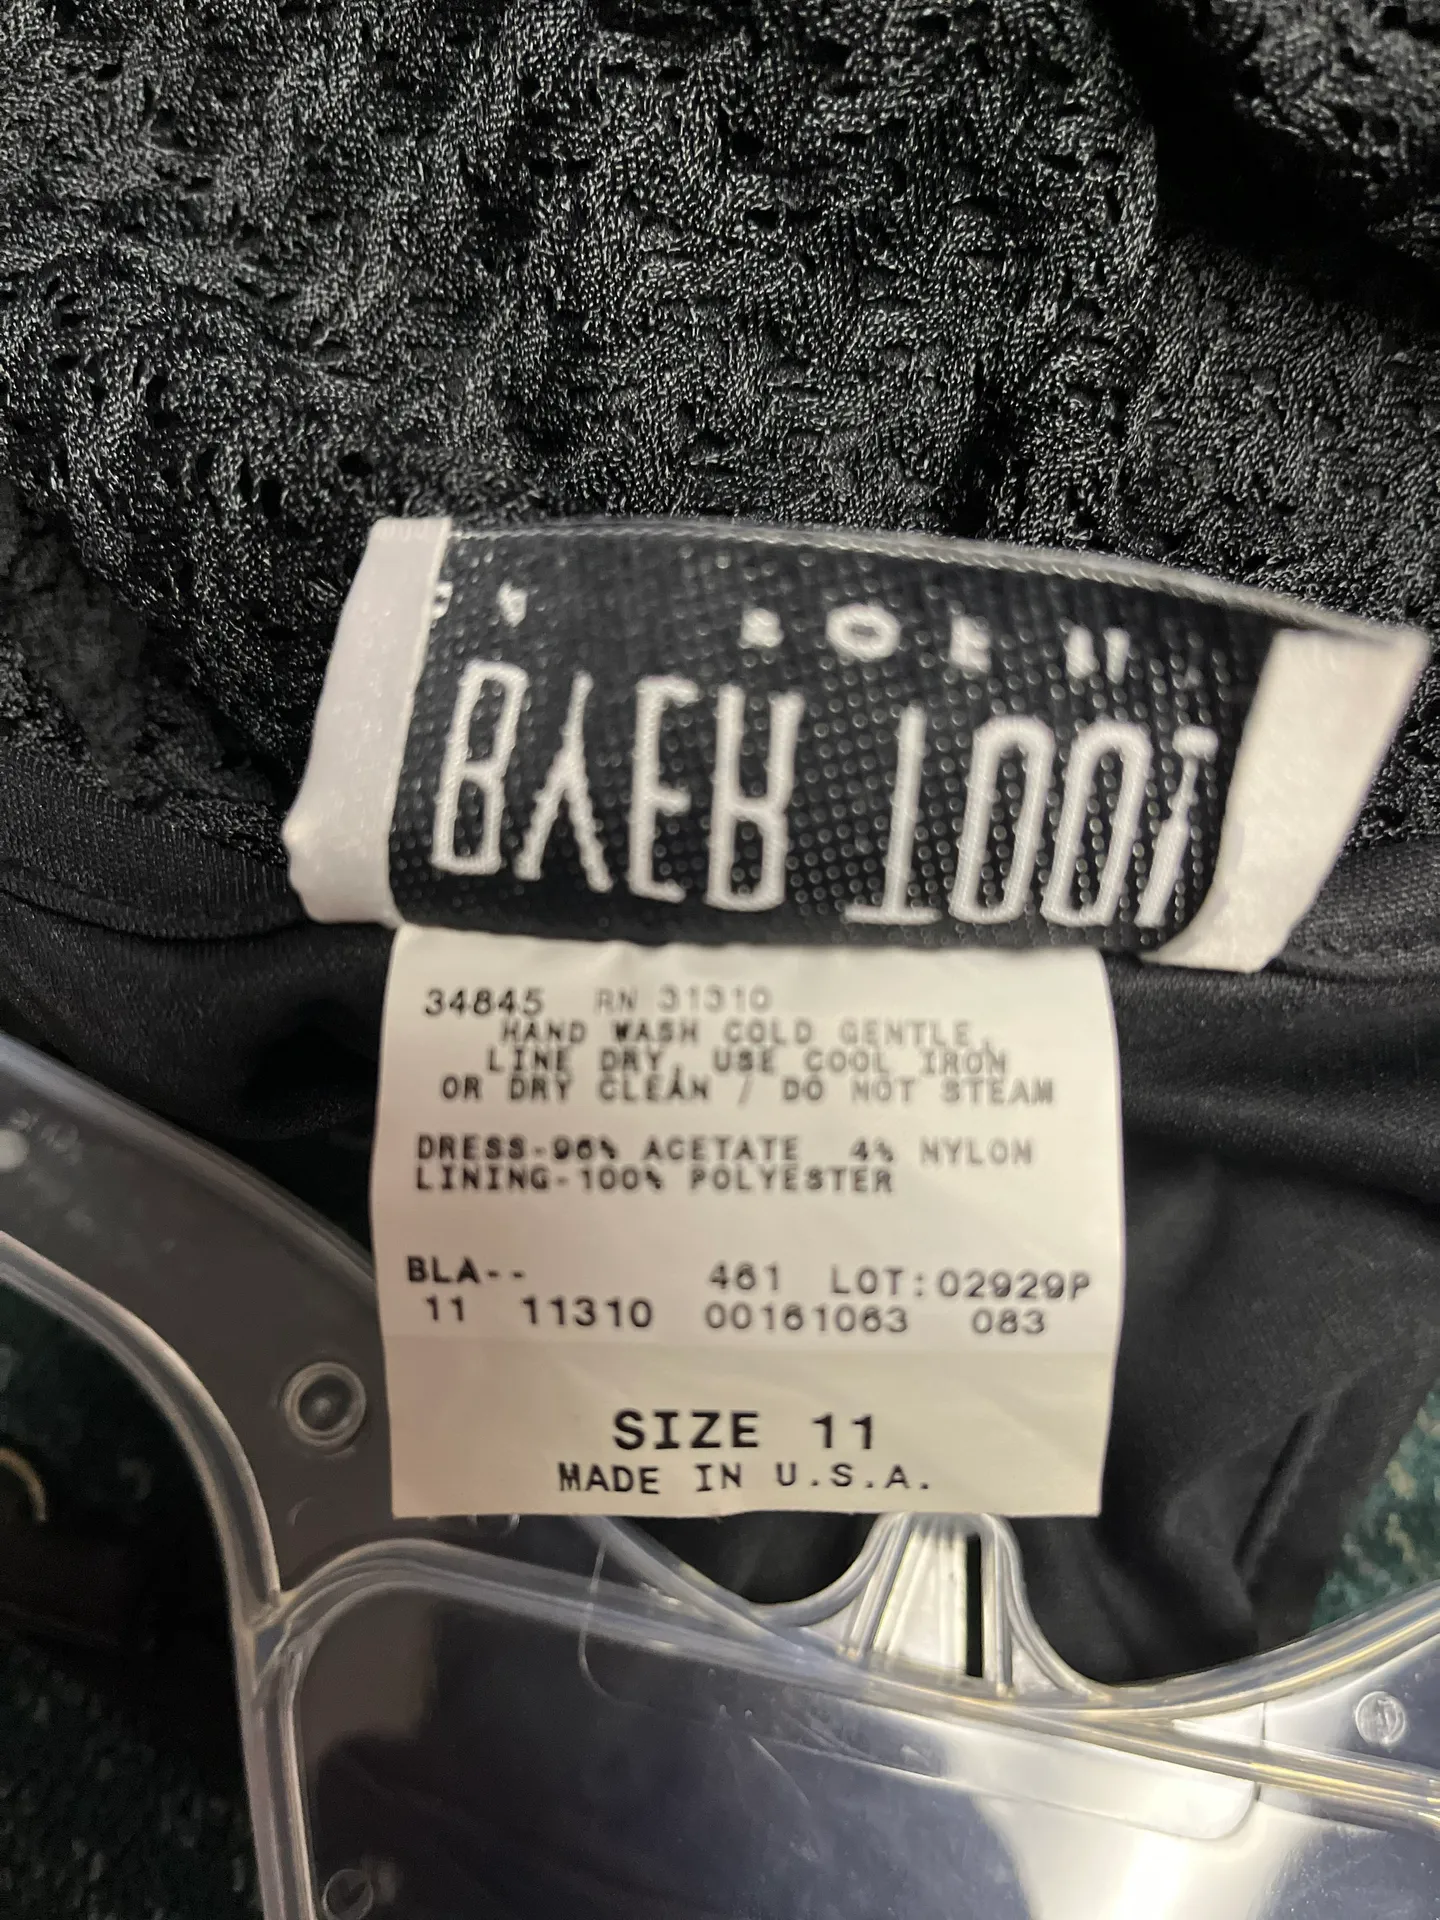 BYER TOO!
34845 RN 31310
HAND WASH COLD GENTLE,
LINE DRY, USE COOL IRON
OR DRY CLEAN / DO NOT STEAM
DRESS-96% ACETATE 4% NYLON
LINING-100% POLYESTER
BLA-- 461 LOT:02929P
11 11310 00161063 083
SIZE 11
MADE IN U.S.A.